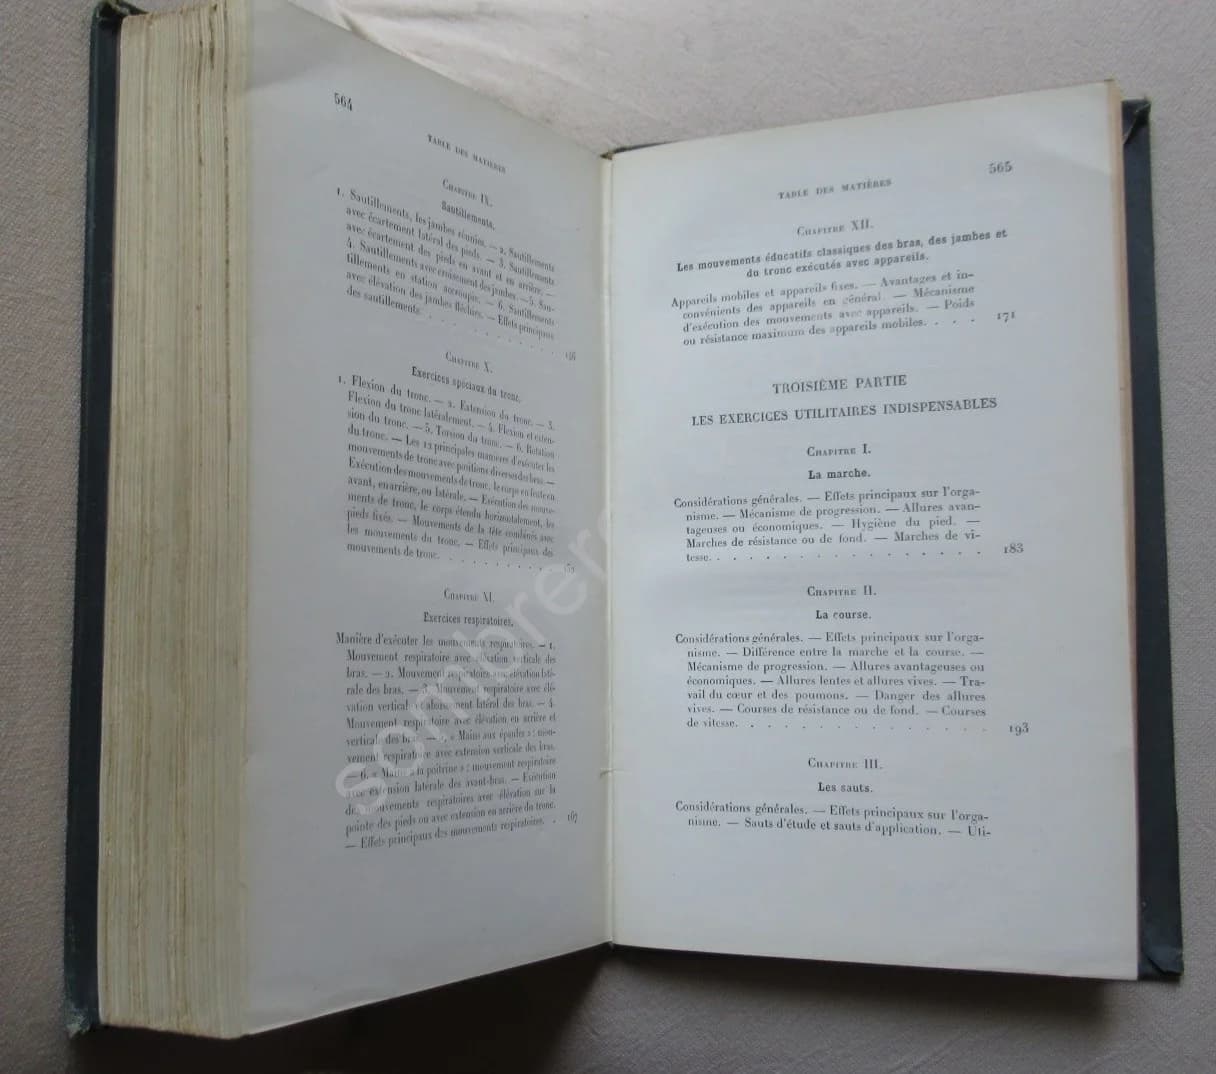 564
TABLE DES MATIÈRES
CHAPITRE IX.
Sautillements.
1. Sautillements, les jambes réunies. — 2. Sautillements
avec écartement latéral des pieds. — 3. Sautillements
avec écartement des pieds en avant et en arrière. —
4. Sautillements avec croisement des jambes. — 5. Sau-
tillements en station accroupie. — 6. Sautillements
avec élévation des jambes fléchies. — Effets principaux
des sautillements. . . . . . . . . 146
CHAPITRE X.
Exercices spéciaux du tronc.
1. Flexion du tronc. — 2. Extension du tronc. — 3.
Flexion du tronc latéralement. — 4. Flexion et exten-
sion du tronc. — 5. Torsion du tronc. — 6. Rotation
du tronc. — Les 12 principales manières d'exécuter les
mouvements de tronc avec positions diverses des bras. —
Exécution des mouvements de tronc, le corps en fente en
avant, en arrière, ou latérale. — Exécution des mouve-
ments de tronc, le corps étendu horizontalement, les
pieds fixés. — Mouvements de la tête combinés avec
les mouvements du tronc. — Effets principaux des
mouvements de tronc. . . . . . . . .
CHAPITRE XI.
Exercices respiratoires.
Manière d'exécuter les mouvements respiratoires. — 1.
Mouvement respiratoire avec élévation verticale des
bras. — 2. Mouvement respiratoire avec élévation laté-
rale des bras. — 3. Mouvement respiratoire avec élé-
vation verticale et abaissement latéral des bras. — 4.
Mouvement respiratoire avec élévation en arrière et
verticale des bras. — 5. « Mains aux épaules » : mou-
vement respiratoire avec extension verticale des bras.
— 6. « Mains à la poitrine » : mouvement respiratoire
avec extension latérale des avant-bras. — Exécution
des mouvements respiratoires avec élévation sur la
pointe des pieds ou avec extension en arrière du tronc.
— Effets principaux des mouvements respiratoires. . 167
565
TABLE DES MATIÈRES
CHAPITRE XII.
Les mouvements éducatifs classiques des bras, des jambes et
du tronc exécutés avec appareils.
Appareils mobiles et appareils fixes. — Avantages et in-
convénients des appareils en général. — Mécanisme
d'exécution des mouvements avec appareils. — Poids
ou résistance maximum des appareils mobiles. . . . 171
TROISIÈME PARTIE
LES EXERCICES UTILITAIRES INDISPENSABLES
CHAPITRE I.
La marche.
Considérations générales. — Effets principaux sur l'orga-
nisme. — Mécanisme de progression. — Allures avan-
tageuses ou économiques. — Hygiène du pied. —
Marches de résistance ou de fond. — Marches de vi-
tesse. . . . . . . . . . . . . . . 183
CHAPITRE II.
La course.
Considérations générales. — Effets principaux sur l'orga-
nisme. — Différence entre la marche et la course. —
Mécanisme de progression. — Allures avantageuses ou
économiques. — Allures lentes et allures vives. — Tra-
vail du cœur et des poumons. — Danger des allures
vives. — Courses de résistance ou de fond. — Courses
de vitesse. . . . . . . . . . . . . . 193
CHAPITRE III.
Les sauts.
Considérations générales. — Effets principaux sur l'orga-
nisme. — Sauts d'étude et sauts d'application. — Uti-